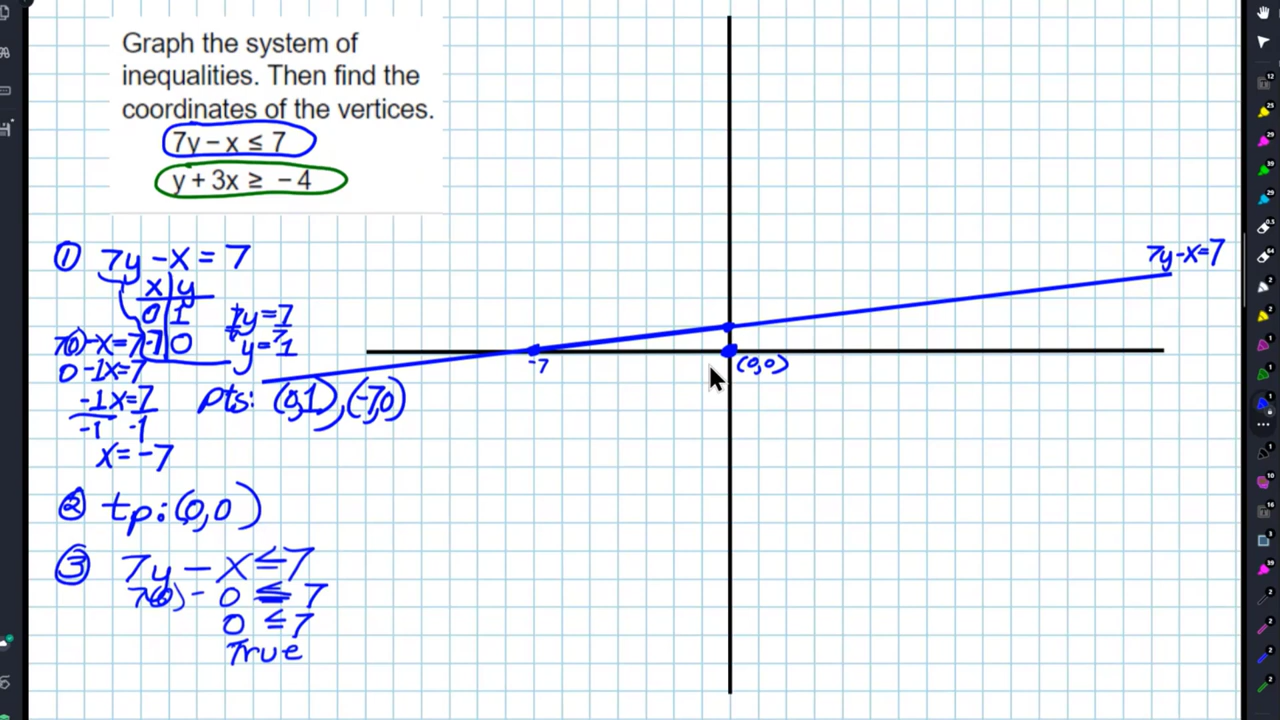 Graph the system of
inequalities. Then find the
coordinates of the vertices.
7y − x ≤ 7
y + 3x ≥ − 4
① 7y − x = 7
x | y
0 | 1
-7 | 0
7y = 7
7 7
y = 1
7(0) − x = 7
0 − 1x = 7
-1x = 7
-1 -1
x = -7
pts: (0,1), (-7,0)
② tp: (0,0)
③ 7y − x ≤ 7
7(0) − 0 ≤ 7
0 ≤ 7
True
7y-x=7
-7
(0,0)